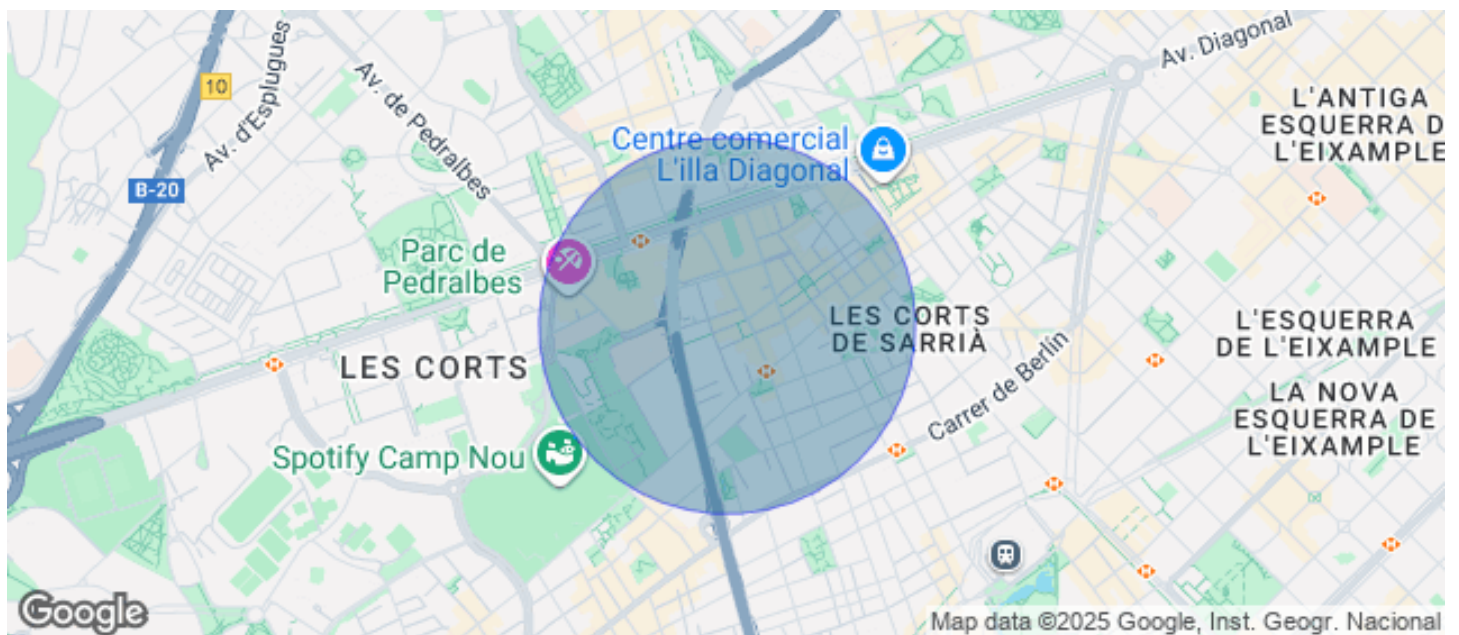 Av. Diagonal
10
Av. d'Esplugues
Av. de Pedralbes
L'ANTIGA
ESQUERRA D
L'EIXAMPLE
Centre comercial
L'illa Diagonal
B-20
Parc de
Pedralbes
LES CORTS
DE SARRIÀ
L'ESQUERRA
DE L'EIXAMPLE
LES CORTS
Carrer de Berlín
LA NOVA
ESQUERRA DE
L'EIXAMPLE
Spotify Camp Nou
Google
Map data ©2025 Google, Inst. Geogr. Nacional